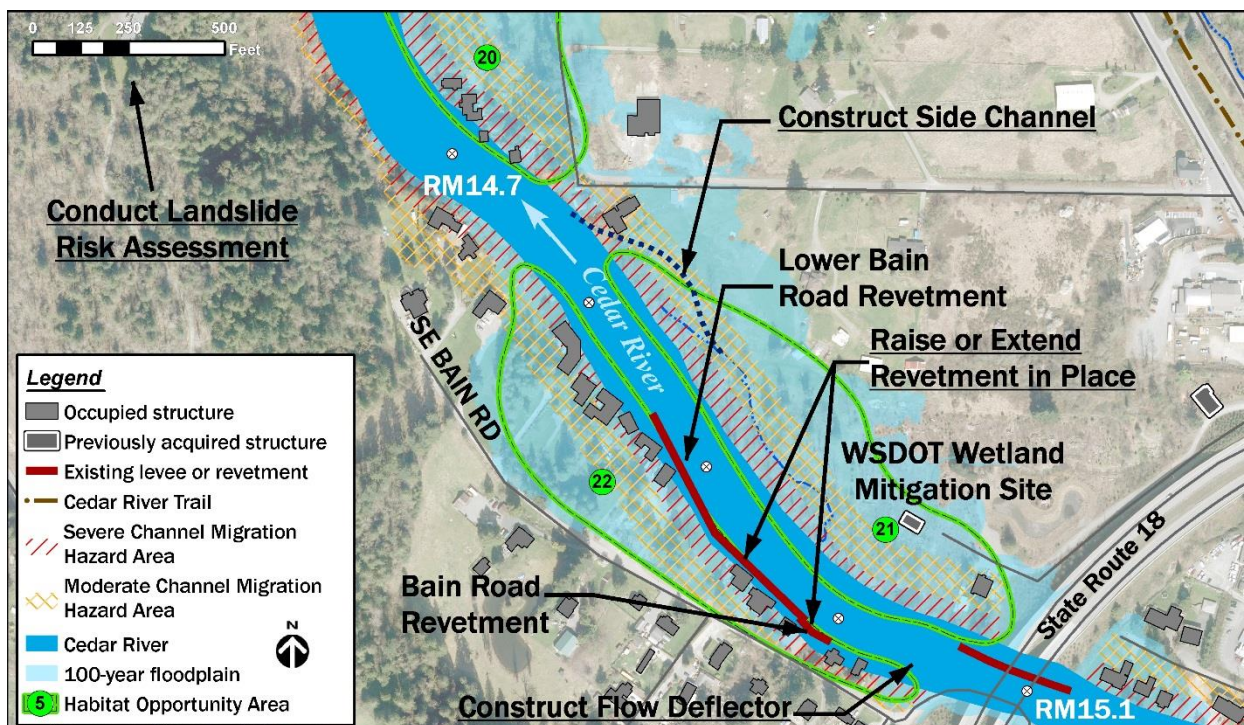 0 125 250 500
Feet
20
Construct Side Channel
RM14.7
Conduct Landslide
Risk Assessment
Cedar River
Lower Bain
Road Revetment
SE BAIN RD
Raise or Extend
Revetment in Place
WSDOT Wetland
Mitigation Site
22
21
State Route 18
Bain Road
Revetment
Construct Flow Deflector
RM15.1
Legend
Occupied structure
Previously acquired structure
Existing levee or revetment
Cedar River Trail
Severe Channel Migration
Hazard Area
Moderate Channel Migration
Hazard Area
Cedar River
N
100-year floodplain
5 Habitat Opportunity Area